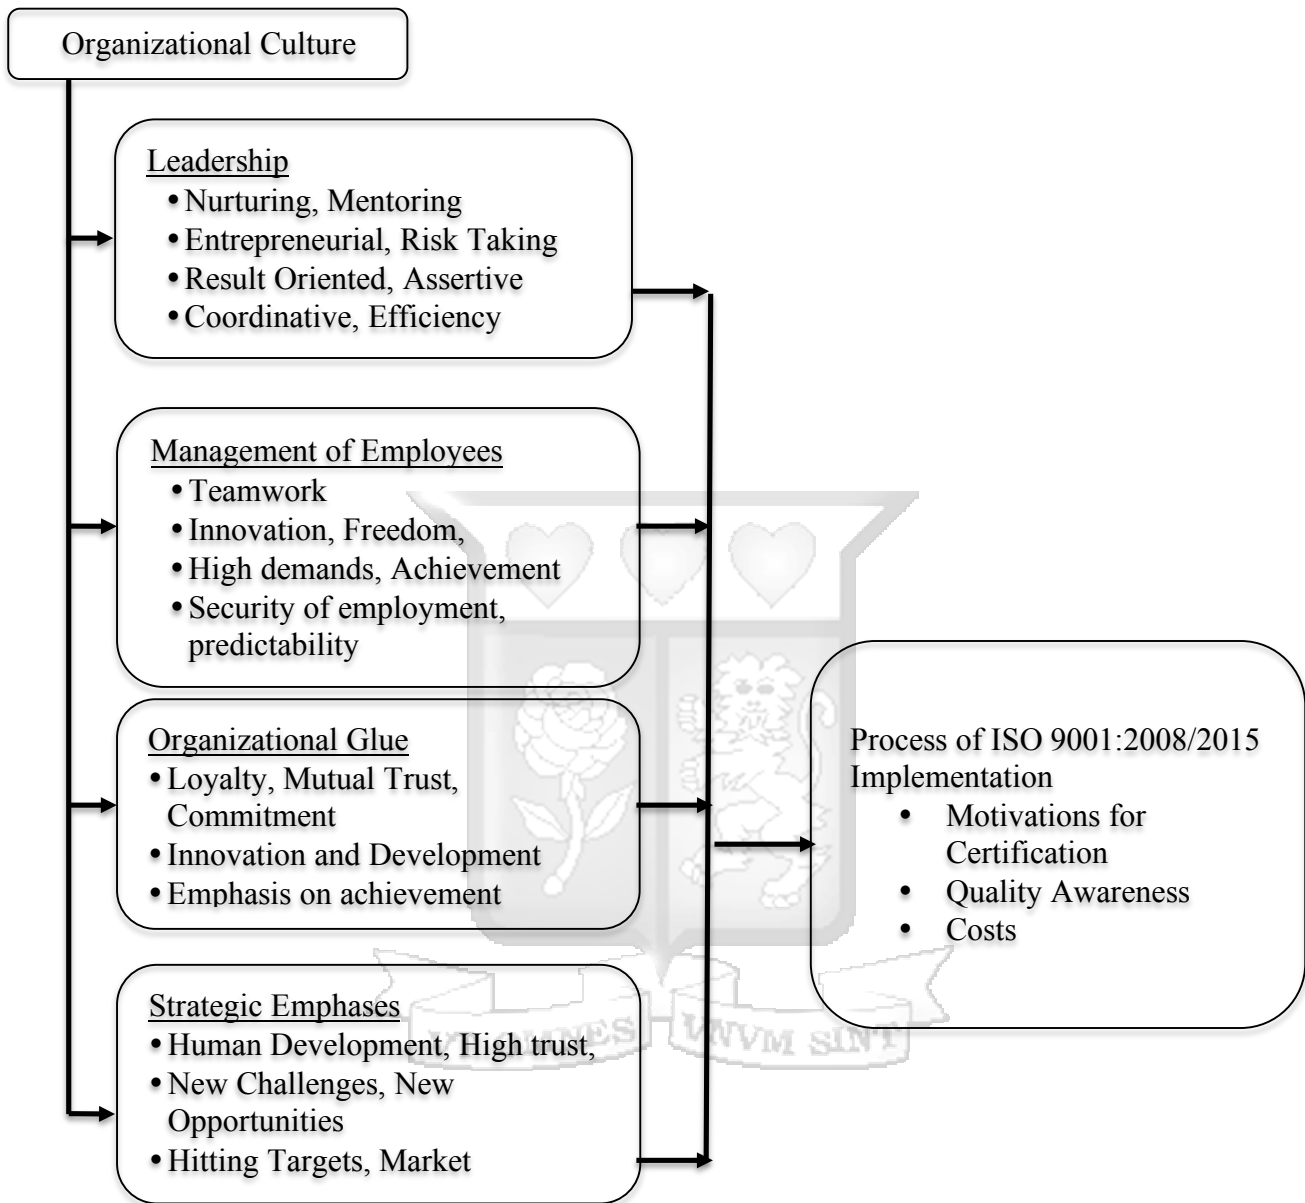 Organizational Culture
Leadership
• Nurturing, Mentoring
• Entrepreneurial, Risk Taking
• Result Oriented, Assertive
• Coordinative, Efficiency
Management of Employees
• Teamwork
• Innovation, Freedom,
• High demands, Achievement
• Security of employment,
predictability
Organizational Glue
• Loyalty, Mutual Trust,
Commitment
• Innovation and Development
• Emphasis on achievement
Strategic Emphases
• Human Development, High trust,
• New Challenges, New
Opportunities
• Hitting Targets, Market
Process of ISO 9001:2008/2015
Implementation
• Motivations for
Certification
• Quality Awareness
• Costs
OMNES VNVM SINT